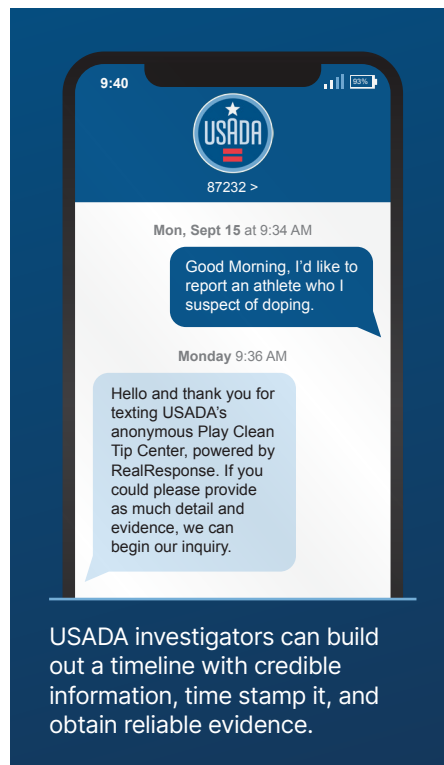 9:40
93%
USADA
87232 >
Mon, Sept 15 at 9:34 AM
Good Morning, I'd like to
report an athlete who I
suspect of doping.
Monday 9:36 AM
Hello and thank you for
texting USADA's
anonymous Play Clean
Tip Center, powered by
RealResponse. If you
could please provide
as much detail and
evidence, we can
begin our inquiry.
USADA investigators can build
out a timeline with credible
information, time stamp it, and
obtain reliable evidence.